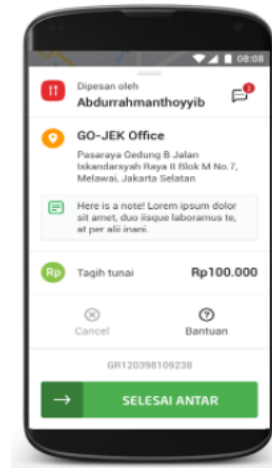 08:08
Dipesan oleh
Abdurrahmanthoyyib
GO-JEK Office
Pasaraya Gedung B Jalan
Iskandarsyah Raya II Blok M No.7,
Melawai, Jakarta Selatan
Here is a note! Lorem ipsum dolor
sit amet, duo iisque laboramus te,
at per alii inani.
Rp Tagih tunai Rp100.000
Cancel Bantuan
GR120398109238
SELESAI ANTAR